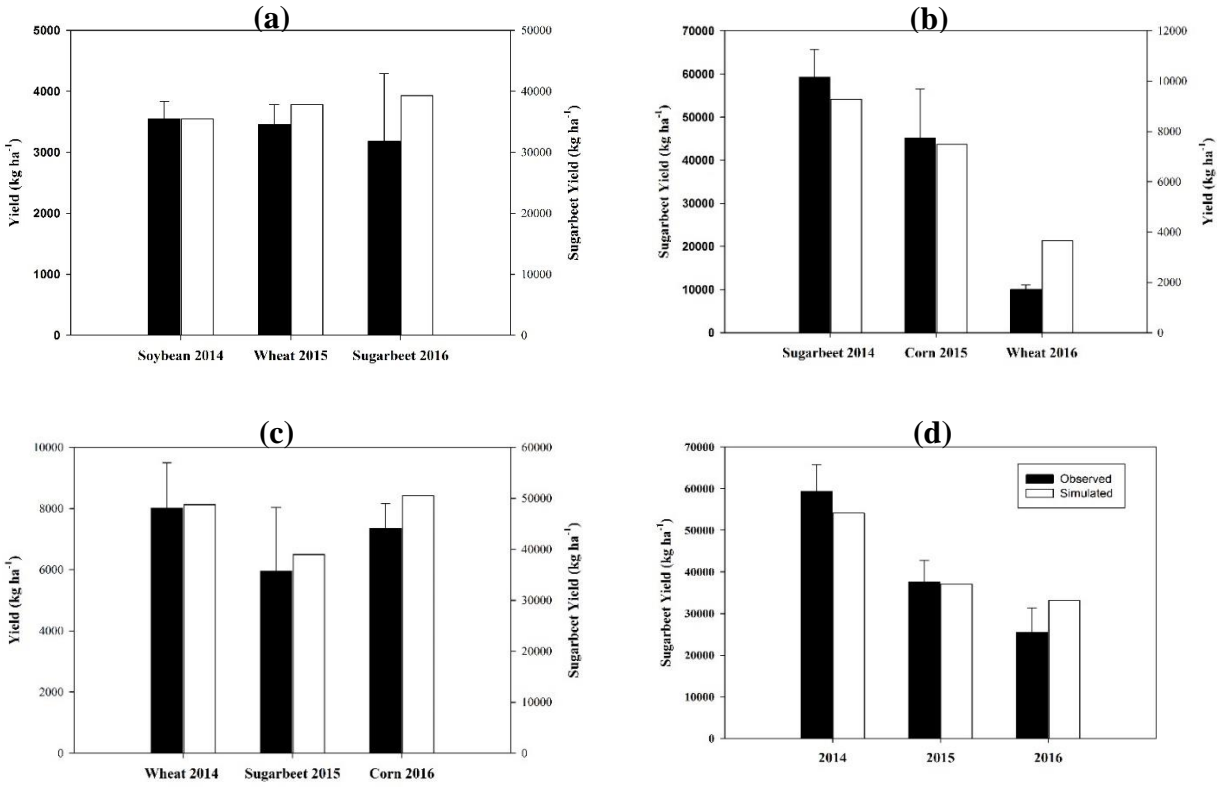 (a)
5000
4000
3000
2000
1000
0
Yield (kg ha⁻¹)
50000
40000
30000
20000
10000
0
Sugarbeet Yield (kg ha⁻¹)
Soybean 2014 Wheat 2015 Sugarbeet 2016
(b)
70000
60000
50000
40000
30000
20000
10000
0
Sugarbeet Yield (kg ha⁻¹)
12000
10000
8000
6000
4000
2000
0
Yield (kg ha⁻¹)
Sugarbeet 2014 Corn 2015 Wheat 2016
(c)
10000
8000
6000
4000
2000
0
Yield (kg ha⁻¹)
60000
50000
40000
30000
20000
10000
0
Sugarbeet Yield (kg ha⁻¹)
Wheat 2014 Sugarbeet 2015 Corn 2016
(d)
70000
60000
50000
40000
30000
20000
10000
0
Sugarbeet Yield (kg ha⁻¹)
Observed
Simulated
2014 2015 2016